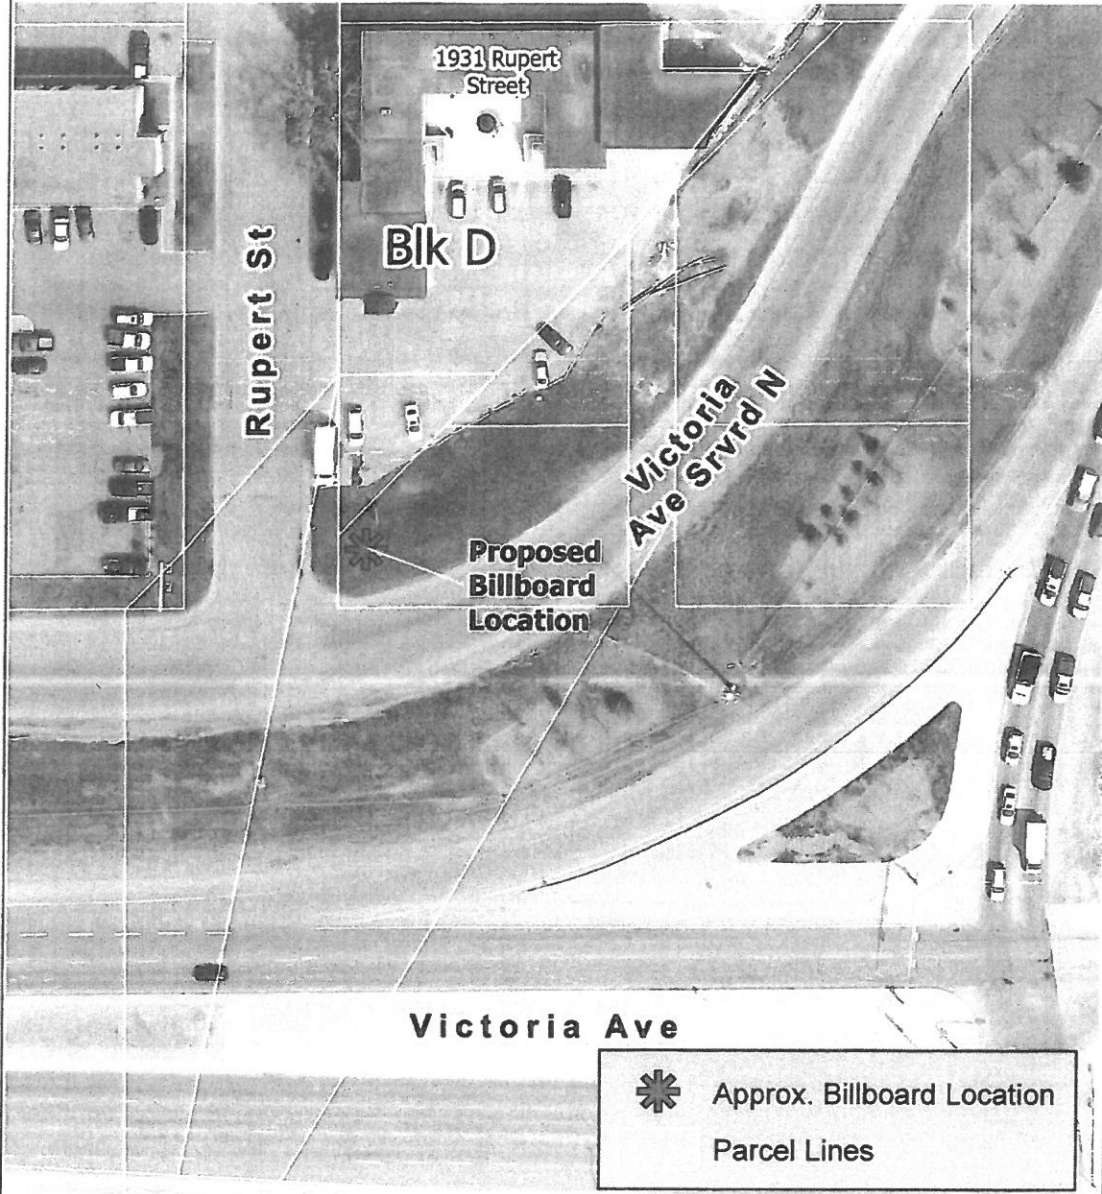 1931 Rupert
Street
Blk D
Rupert St
Victoria
Ave Srvrd N
Proposed
Billboard
Location
Victoria Ave
Approx. Billboard Location
Parcel Lines